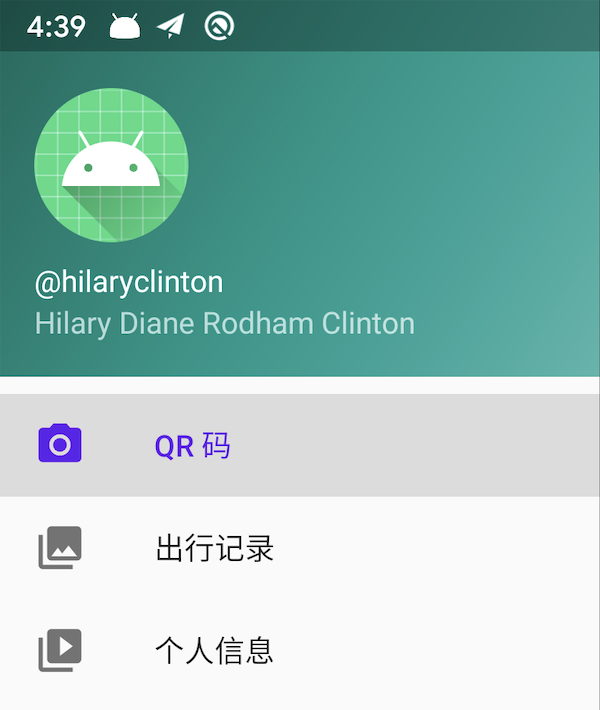 4:39
@hilaryclinton
Hilary Diane Rodham Clinton
QR 码
出行记录
个人信息